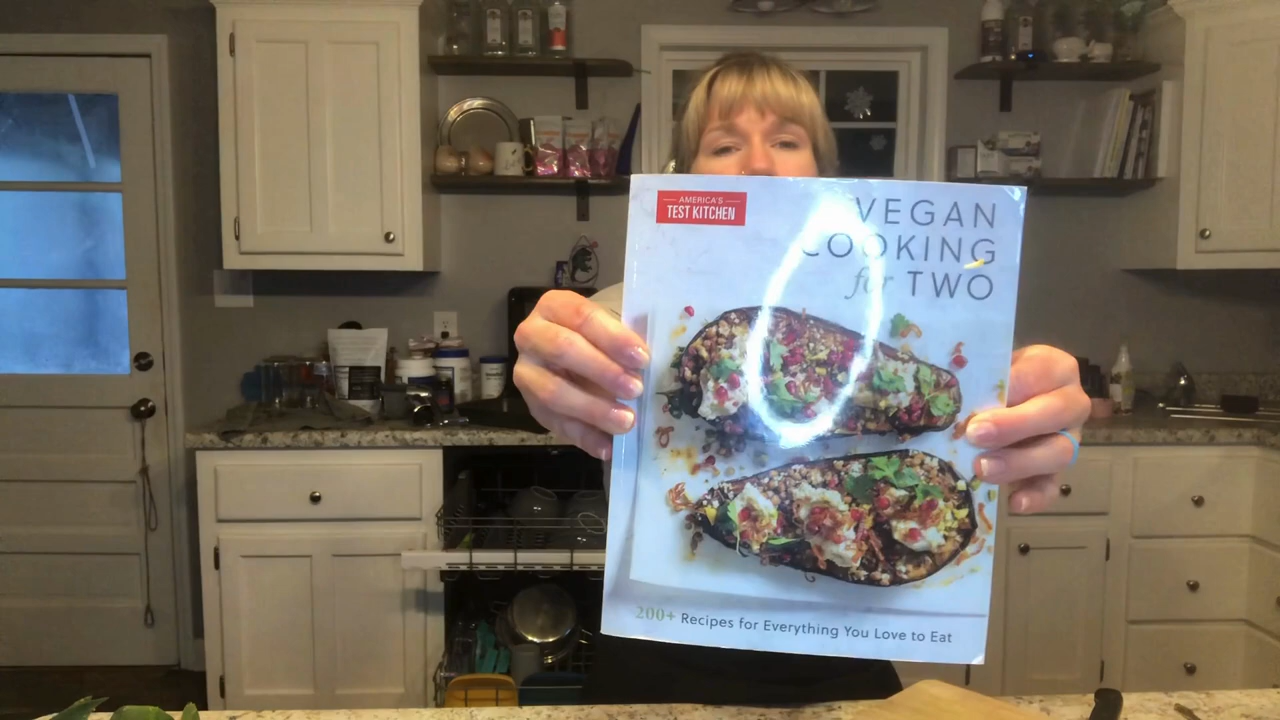 AMERICA'S
TEST KITCHEN
VEGAN
COOKING
for TWO
200+ Recipes for Everything You Love to Eat